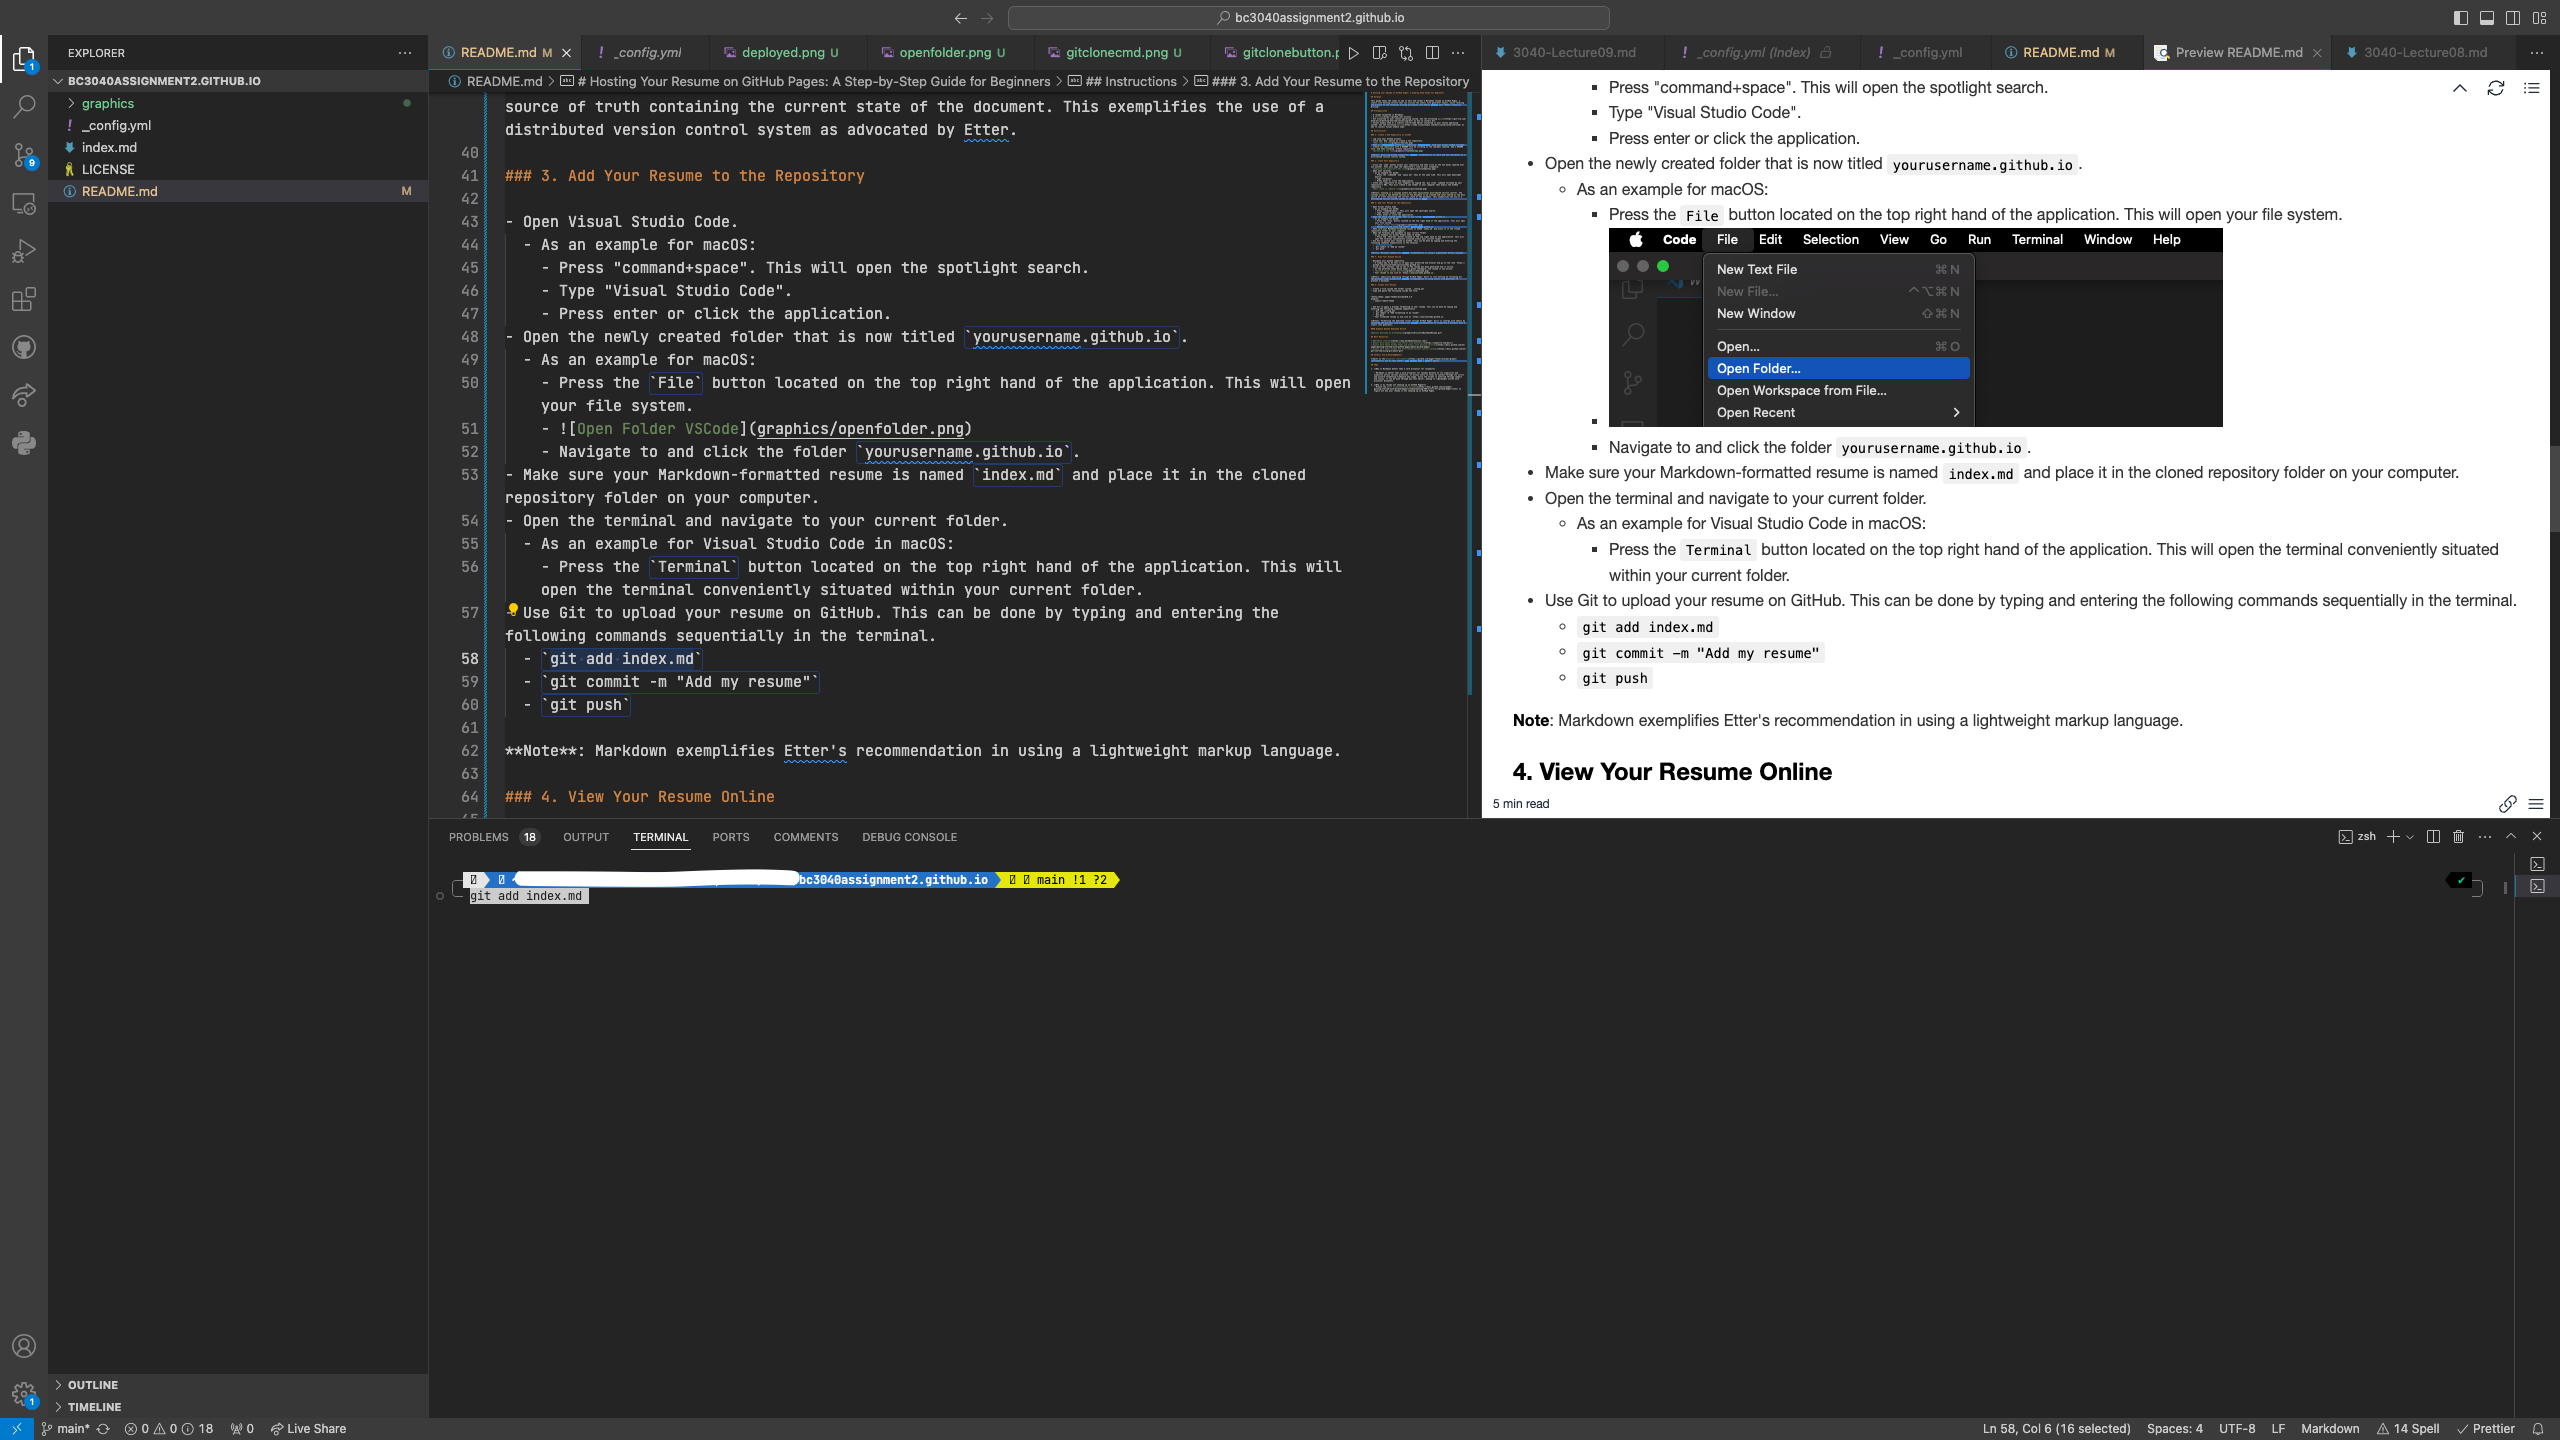 bc3040assignment2.github.io
EXPLORER
BC3040ASSIGNMENT2.GITHUB.IO
graphics
_config.yml
index.md
LICENSE
README.md M
OUTLINE
TIMELINE
README.md M
_config.yml
deployed.png U
openfolder.png U
gitclonecmd.png U
gitclonebutton.p
README.md > # Hosting Your Resume on GitHub Pages: A Step-by-Step Guide for Beginners > ## Instructions > ### 3. Add Your Resume to the Repository
source of truth containing the current state of the document. This exemplifies the use of a
distributed version control system as advocated by Etter.
40
41 ### 3. Add Your Resume to the Repository
42
43 - Open Visual Studio Code.
44 - As an example for macOS:
45 - Press "command+space". This will open the spotlight search.
46 - Type "Visual Studio Code".
47 - Press enter or click the application.
48 - Open the newly created folder that is now titled `yourusername.github.io`.
49 - As an example for macOS:
50 - Press the `File` button located on the top right hand of the application. This will open
your file system.
51 - ![Open Folder VSCode](graphics/openfolder.png)
52 - Navigate to and click the folder `yourusername.github.io`.
53 - Make sure your Markdown-formatted resume is named `index.md` and place it in the cloned
repository folder on your computer.
54 - Open the terminal and navigate to your current folder.
55 - As an example for Visual Studio Code in macOS:
56 - Press the `Terminal` button located on the top right hand of the application. This will
open the terminal conveniently situated within your current folder.
57 - Use Git to upload your resume on GitHub. This can be done by typing and entering the
following commands sequentially in the terminal.
58 - `git add index.md`
59 - `git commit -m "Add my resume"`
60 - `git push`
61
62 **Note**: Markdown exemplifies Etter's recommendation in using a lightweight markup language.
63
64 ### 4. View Your Resume Online
3040-Lecture09.md
_config.yml (Index)
_config.yml
README.md M
Preview README.md
3040-Lecture08.md
Press "command+space". This will open the spotlight search.
Type "Visual Studio Code".
Press enter or click the application.
Open the newly created folder that is now titled yourusername.github.io.
As an example for macOS:
Press the File button located on the top right hand of the application. This will open your file system.
Code File Edit Selection View Go Run Terminal Window Help
New Text File ⌘N
New File... ^⌥⌘N
New Window ⇧⌘N
Open... ⌘O
Open Folder...
Open Workspace from File...
Open Recent
Navigate to and click the folder yourusername.github.io.
Make sure your Markdown-formatted resume is named index.md and place it in the cloned repository folder on your computer.
Open the terminal and navigate to your current folder.
As an example for Visual Studio Code in macOS:
Press the Terminal button located on the top right hand of the application. This will open the terminal conveniently situated
within your current folder.
Use Git to upload your resume on GitHub. This can be done by typing and entering the following commands sequentially in the terminal.
git add index.md
git commit -m "Add my resume"
git push
Note: Markdown exemplifies Etter's recommendation in using a lightweight markup language.
4. View Your Resume Online
5 min read
PROBLEMS 18 OUTPUT TERMINAL PORTS COMMENTS DEBUG CONSOLE
zsh
bc3040assignment2.github.io main !1 ?2
git add index.md
main* 0 0 18 0 Live Share
Ln 58, Col 6 (16 selected) Spaces: 4 UTF-8 LF Markdown 14 Spell Prettier